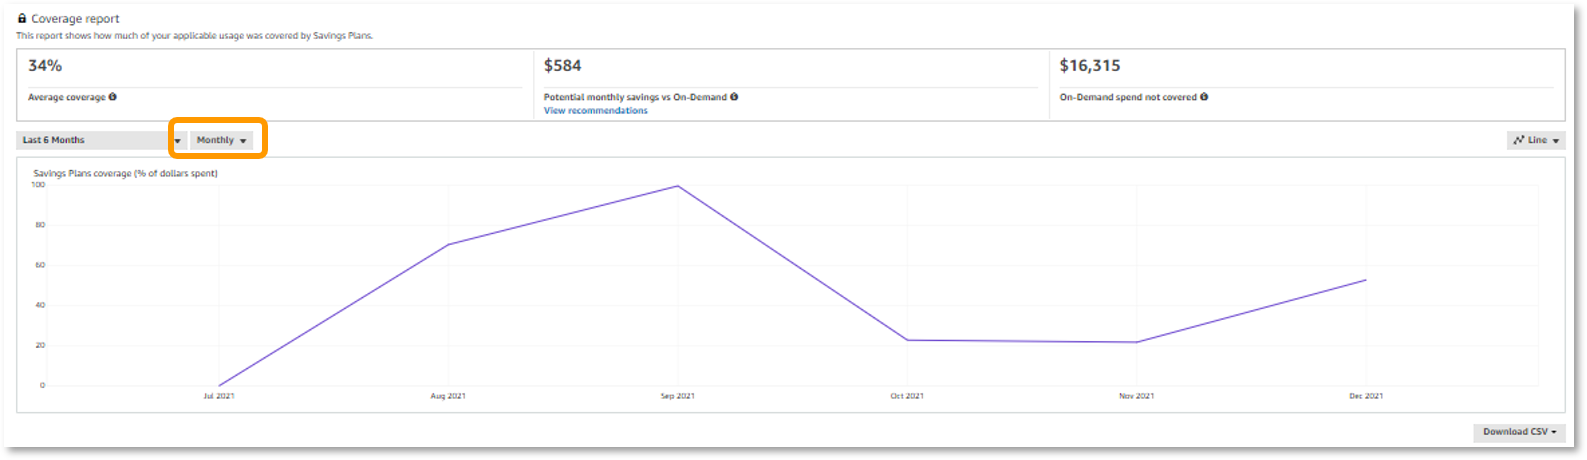 Coverage report
This report shows how much of your applicable usage was covered by Savings Plans.
34%
Average coverage
$584
Potential monthly savings vs On-Demand
View recommendations
$16,315
On-Demand spend not covered
Last 6 Months
Monthly
Line
Savings Plans coverage (% of dollars spent)
100
80
60
40
20
0
Jul 2021
Aug 2021
Sep 2021
Oct 2021
Nov 2021
Dec 2021
Download CSV